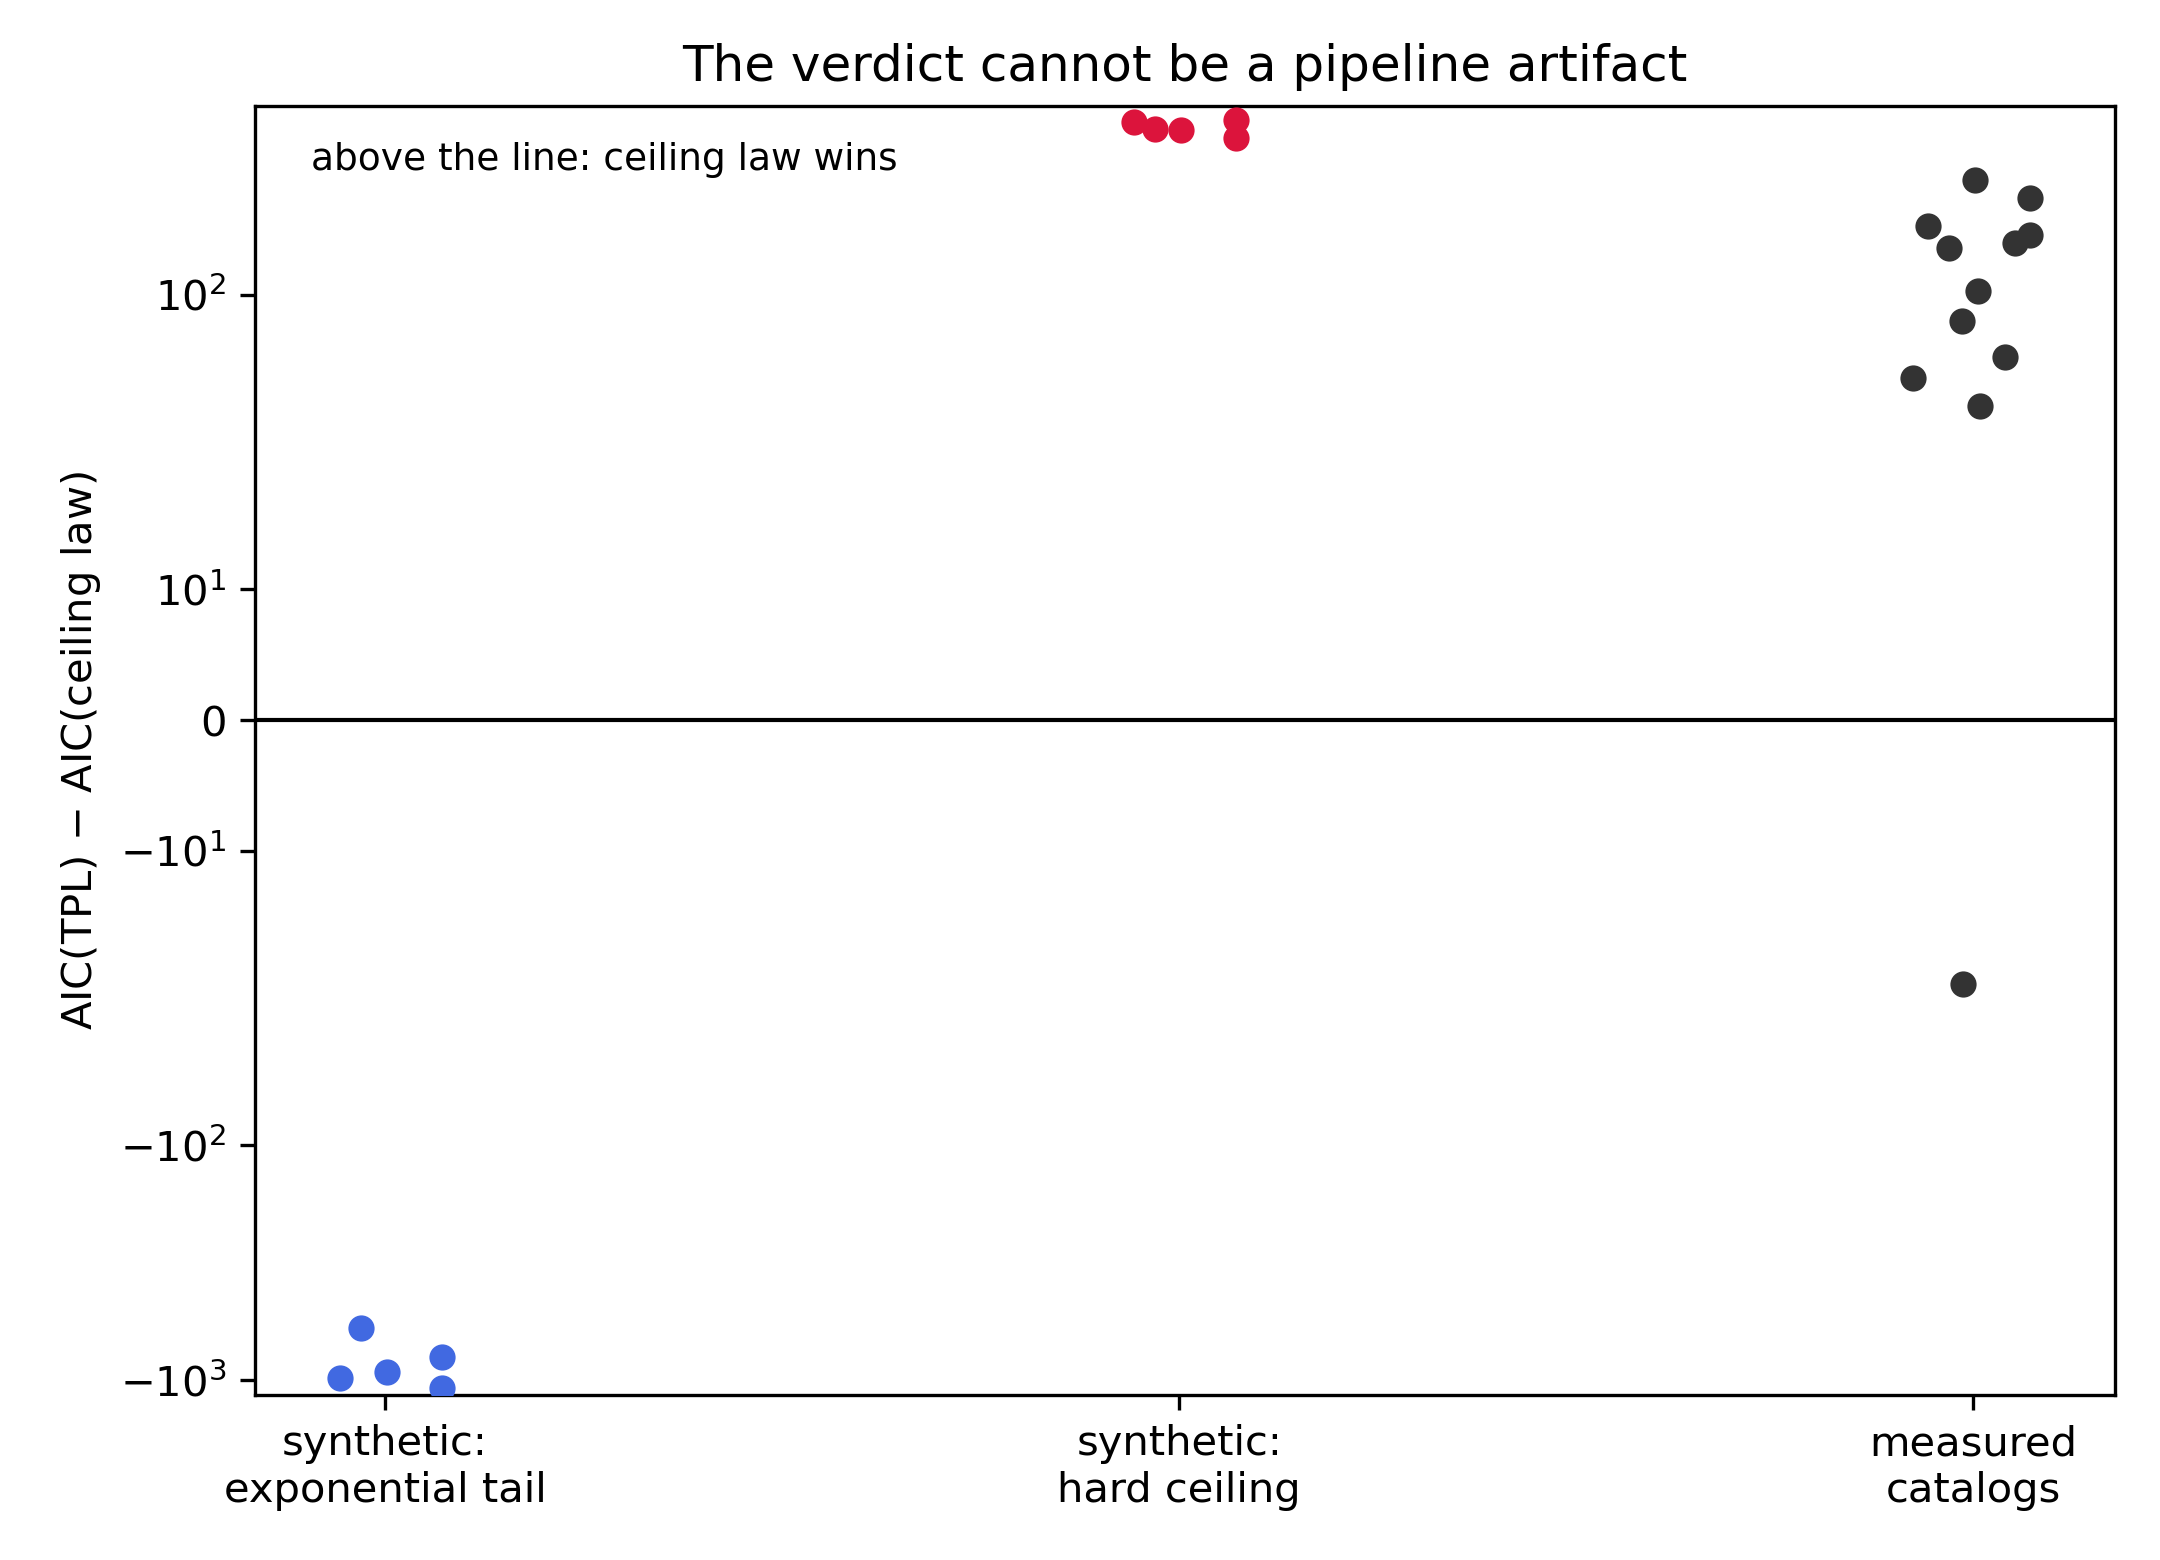 The verdict cannot be a pipeline artifact
above the line: ceiling law wins
AIC(TPL) − AIC(ceiling law)
10²
10¹
0
−10¹
−10²
−10³
synthetic:
exponential tail
synthetic:
hard ceiling
measured
catalogs